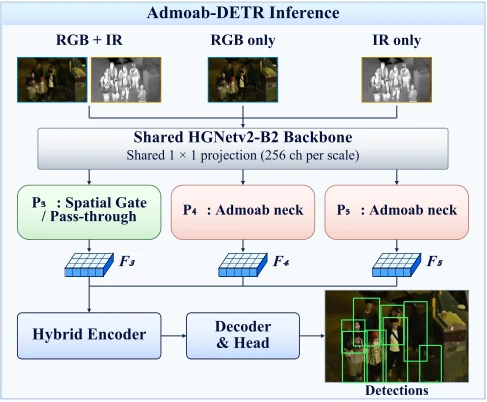 Admoab-DETR Inference
RGB + IR
RGB only
IR only
Shared HGNetv2-B2 Backbone
Shared 1 × 1 projection (256 ch per scale)
P₃ : Spatial Gate
/ Pass-through
P₄ : Admoab neck
P₅ : Admoab neck
F₃
F₄
F₅
Hybrid Encoder
Decoder
& Head
Detections